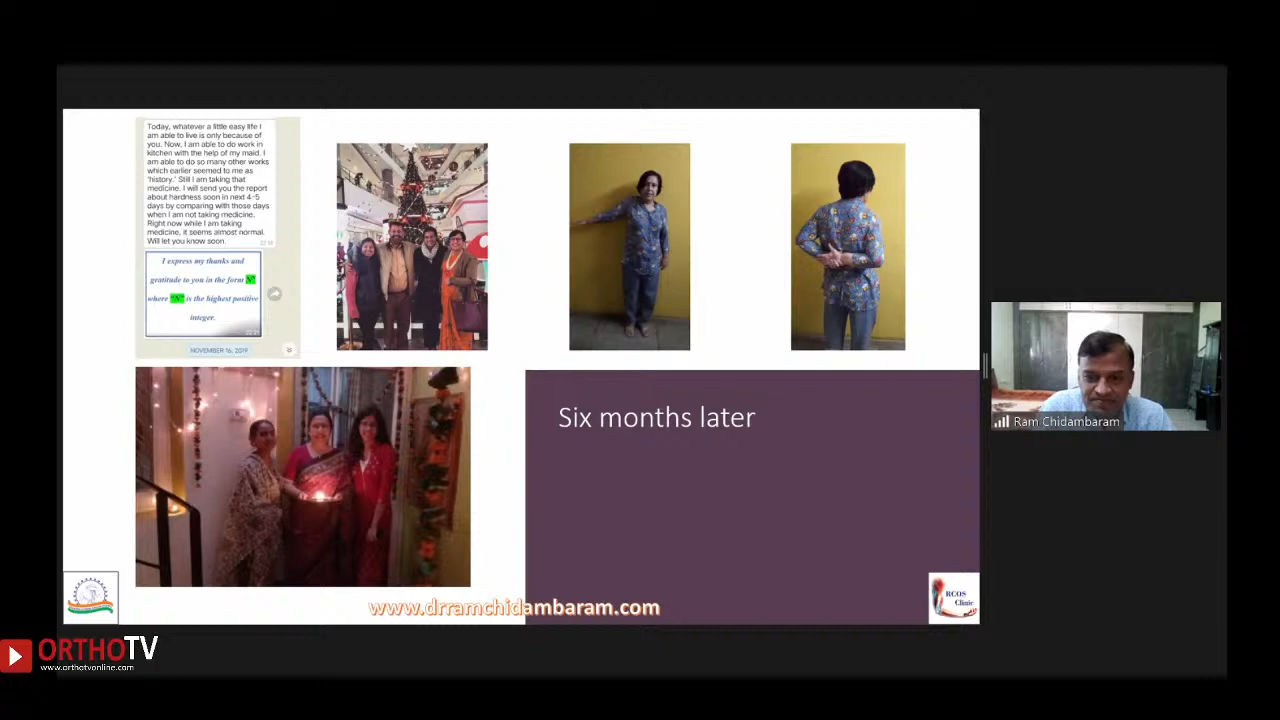 Today, whatever a little easy life I
am able to live is only because of
you. Now, I am able to do work in
kitchen with the help of my maid. I
am able to do so many other works
which earlier seemed to me as
'history.' Still I am taking that
medicine. I will send you the report
about hardness soon in next 4-5
days by comparing with those days
when I am not taking medicine.
Right now while I am taking
medicine, it seems almost normal.
Will let you know soon
I express my thanks and
gratitude to you in the form N'
where "N" is the highest positive
integer.
NOVEMBER 16, 2019
Six months later
Ram Chidambaram
www.drramchidambaram.com
RCOS
Clinic
ORTHOTV
www.orthotvonline.com